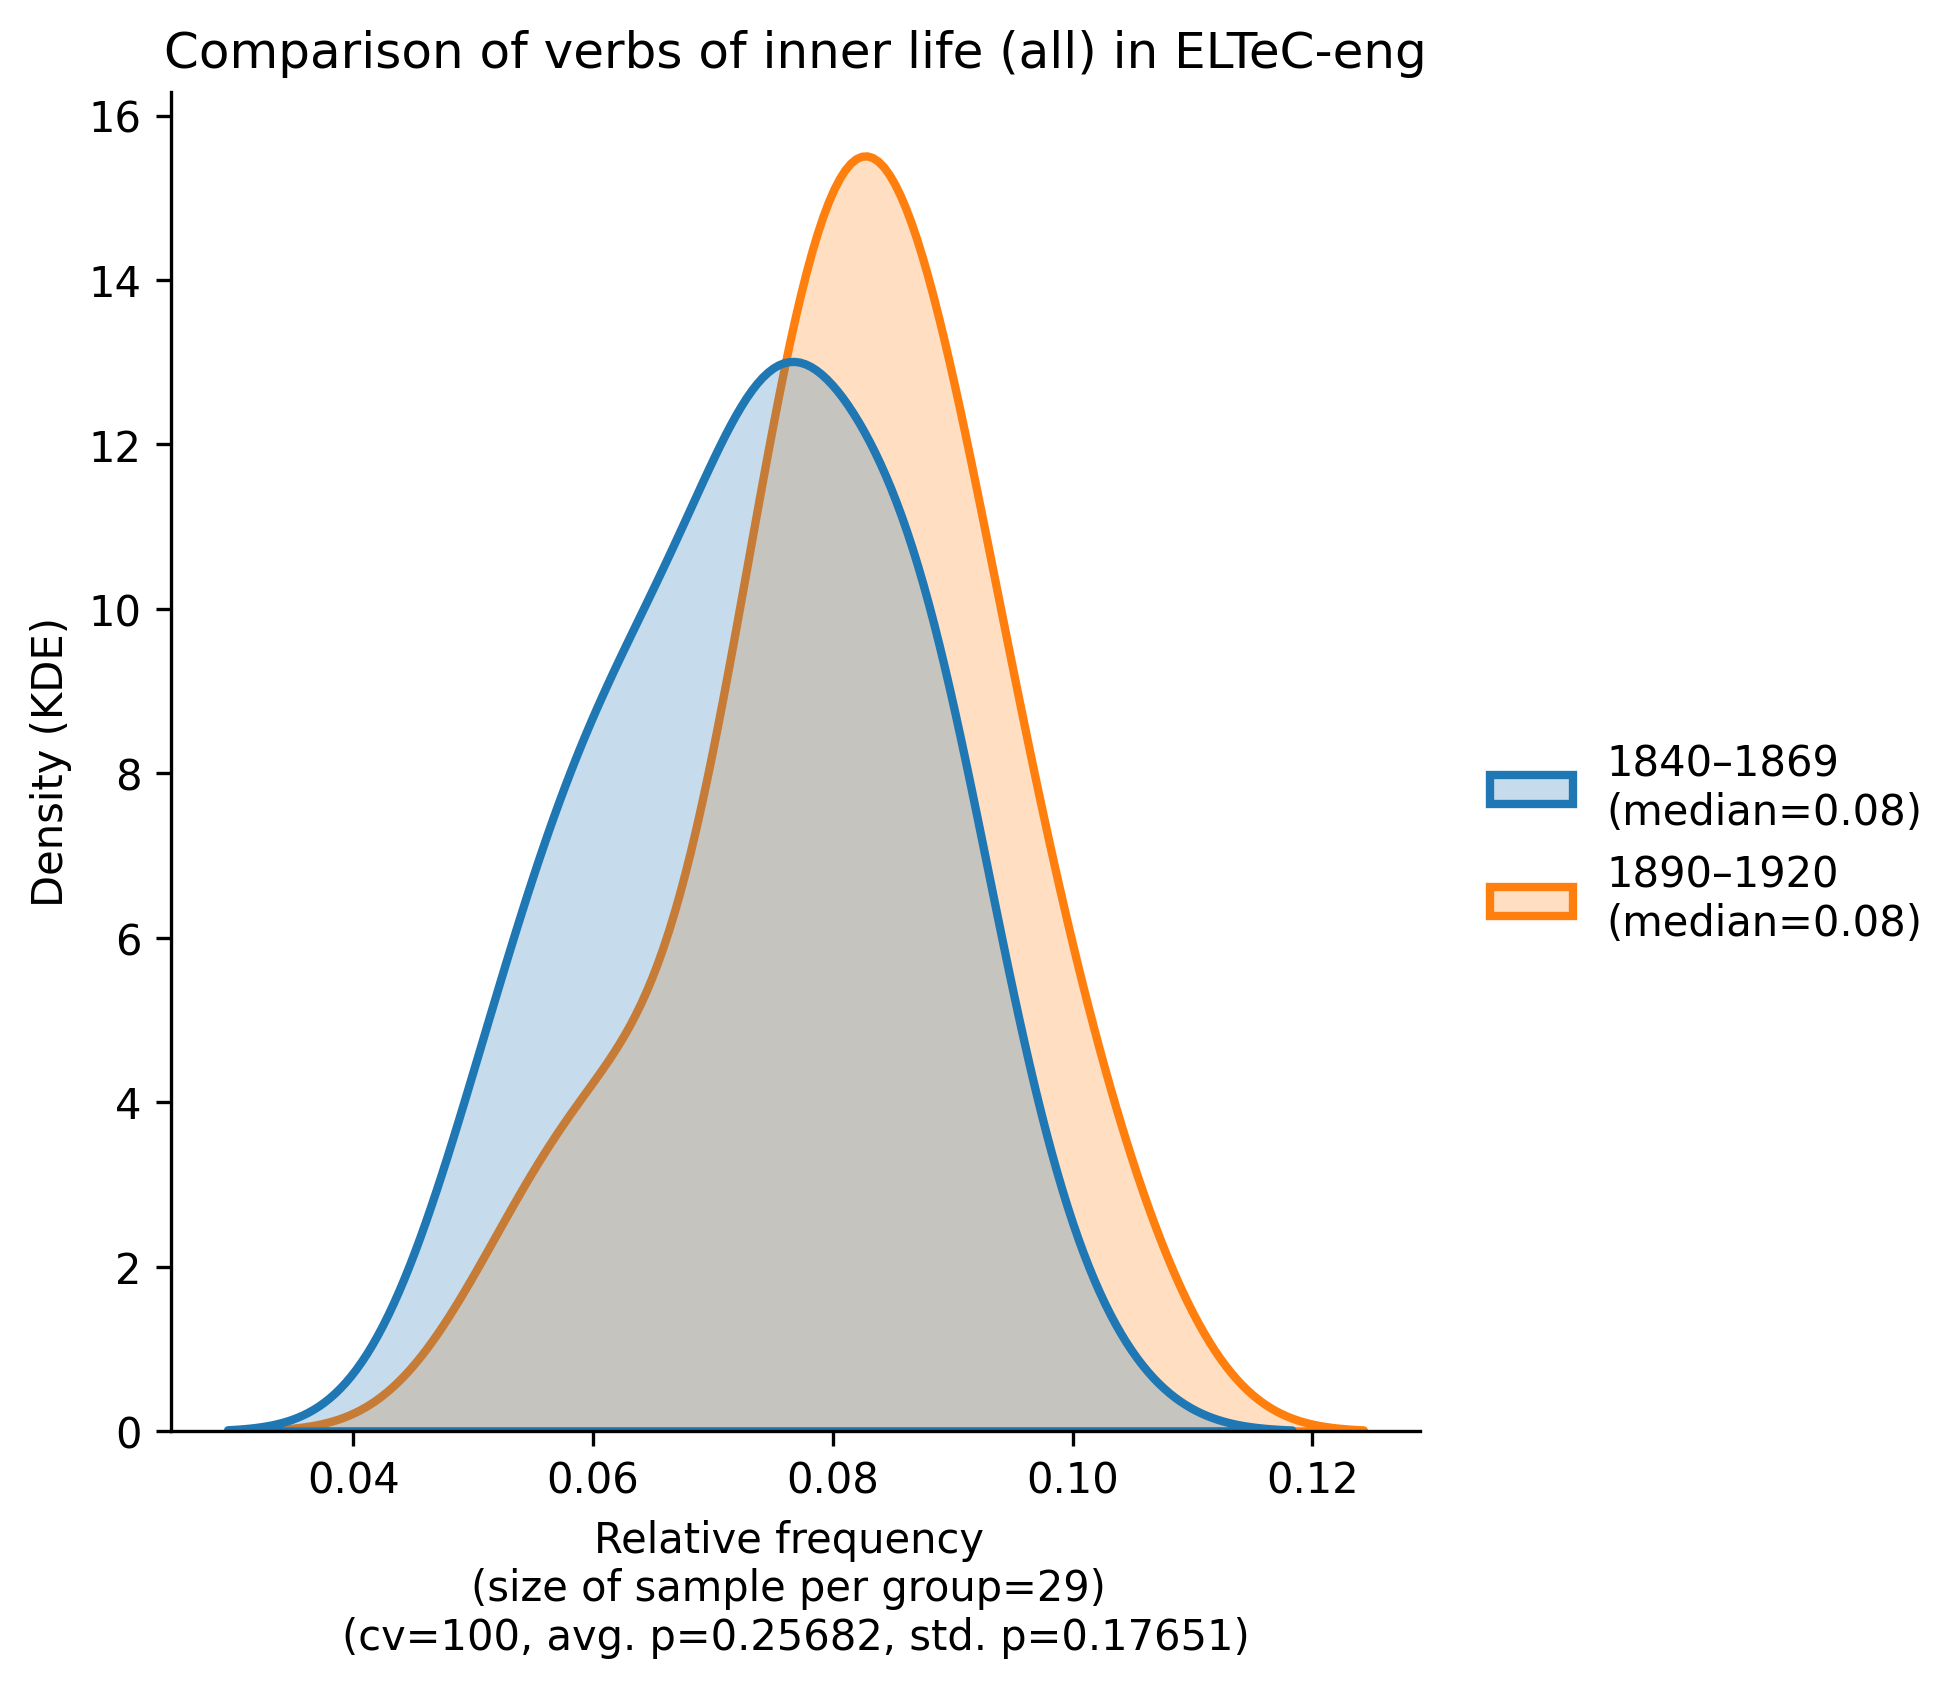 Comparison of verbs of inner life (all) in ELTeC-eng
16
14
12
10
8
6
4
2
0
Density (KDE)
0.04
0.06
0.08
0.10
0.12
Relative frequency
(size of sample per group=29)
(cv=100, avg. p=0.25682, std. p=0.17651)
1840–1869
(median=0.08)
1890–1920
(median=0.08)